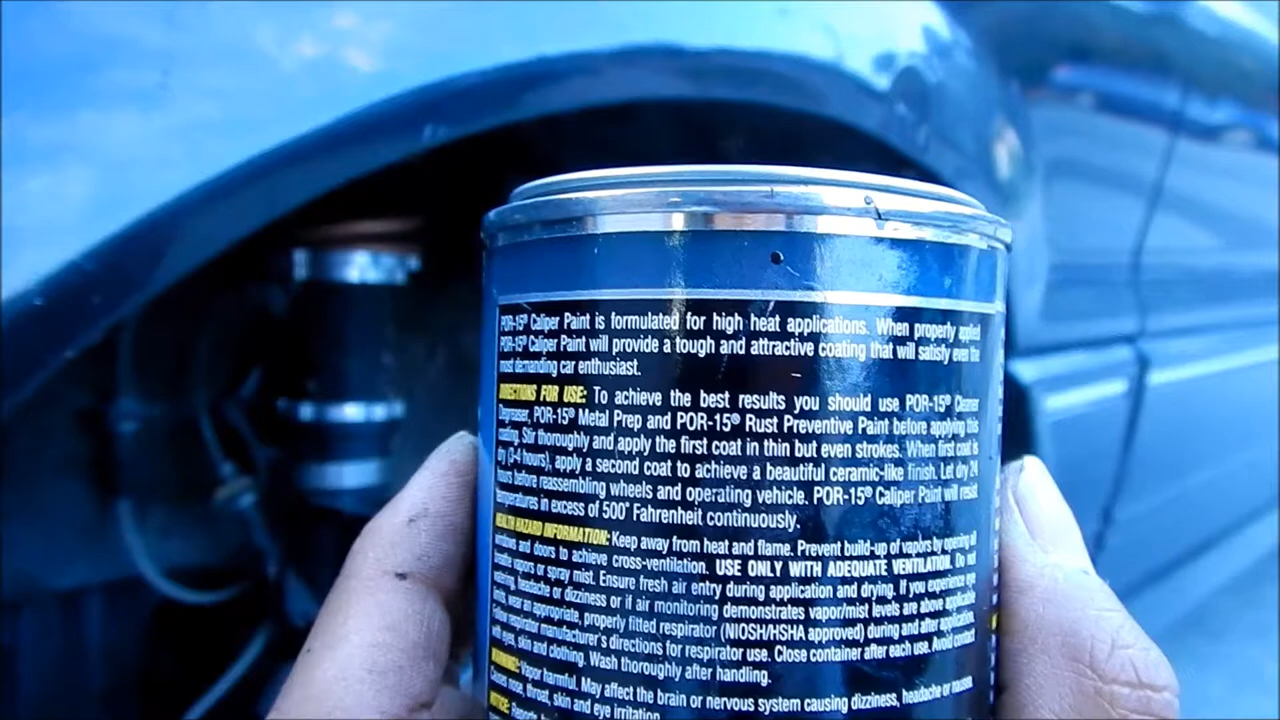 POR-15® Caliper Paint is formulated for high heat applications. When properly applied
POR-15® Caliper Paint will provide a tough and attractive coating that will satisfy even the
most demanding car enthusiast.
DIRECTIONS FOR USE: To achieve the best results you should use POR-15® Cleaner
Degreaser, POR-15® Metal Prep and POR-15® Rust Preventive Paint before applying this
coating. Stir thoroughly and apply the first coat in thin but even strokes. When first coat is
dry (3-4 hours), apply a second coat to achieve a beautiful ceramic-like finish. Let dry 24
hours before reassembling wheels and operating vehicle. POR-15® Caliper Paint will resist
temperatures in excess of 500° Fahrenheit continuously.
HEALTH HAZARD INFORMATION: Keep away from heat and flame. Prevent build-up of vapors by opening all
windows and doors to achieve cross-ventilation. USE ONLY WITH ADEQUATE VENTILATION. Do not
breathe vapors or spray mist. Ensure fresh air entry during application and drying. If you experience eye
watering, headache or dizziness or if air monitoring demonstrates vapor/mist levels are above applicable
limits, wear an appropriate, properly fitted respirator (NIOSH/HSHA approved) during and after application.
Follow respirator manufacturer's directions for respirator use. Close container after each use. Avoid contact
with eyes, skin and clothing. Wash thoroughly after handling.
WARNING: Vapor harmful. May affect the brain or nervous system causing dizziness, headache or nausea.
Causes nose, throat, skin and eye irritation.
NOTICE: Reports